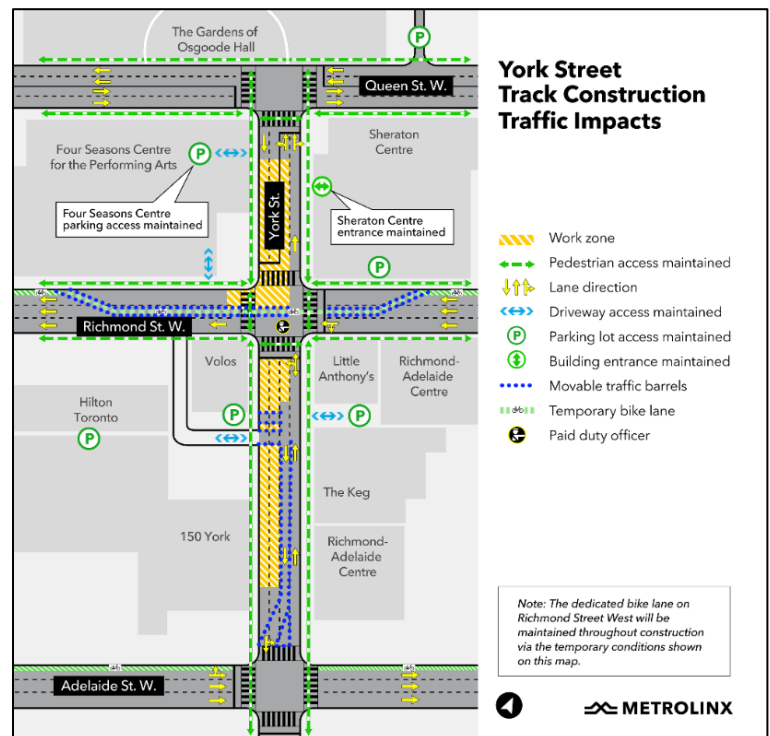 The Gardens of
Osgoode Hall
P
Queen St. W.
Four Seasons Centre
for the Performing Arts
P
Sheraton
Centre
Four Seasons Centre
parking access maintained
York St.
Sheraton Centre
entrance maintained
P
Richmond St. W.
Volos
Little
Anthony's
Richmond-
Adelaide
Centre
Hilton
Toronto
P
P
P
The Keg
150 York
Richmond-
Adelaide
Centre
Adelaide St. W.
York Street
Track Construction
Traffic Impacts
Work zone
Pedestrian access maintained
Lane direction
Driveway access maintained
P
Parking lot access maintained
Building entrance maintained
Movable traffic barrels
Temporary bike lane
Paid duty officer
Note: The dedicated bike lane on
Richmond Street West will be
maintained throughout construction
via the temporary conditions shown
on this map.
METROLINX